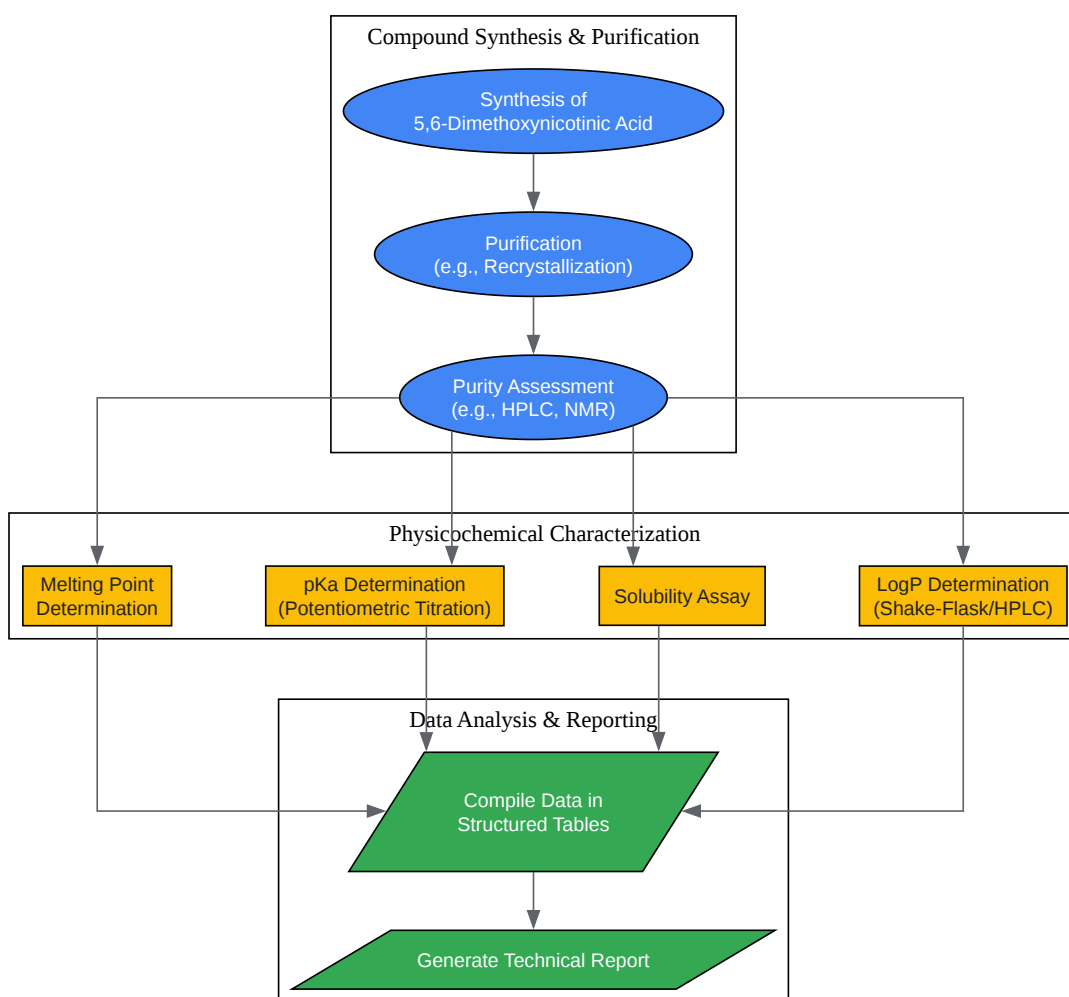 Compound Synthesis & Purification
Synthesis of
5,6-Dimethoxynicotinic Acid
Purification
(e.g., Recrystallization)
Purity Assessment
(e.g., HPLC, NMR)
Physicochemical Characterization
Melting Point
Determination
pKa Determination
(Potentiometric Titration)
Solubility Assay
LogP Determination
(Shake-Flask/HPLC)
Data Analysis & Reporting
Compile Data in
Structured Tables
Generate Technical Report